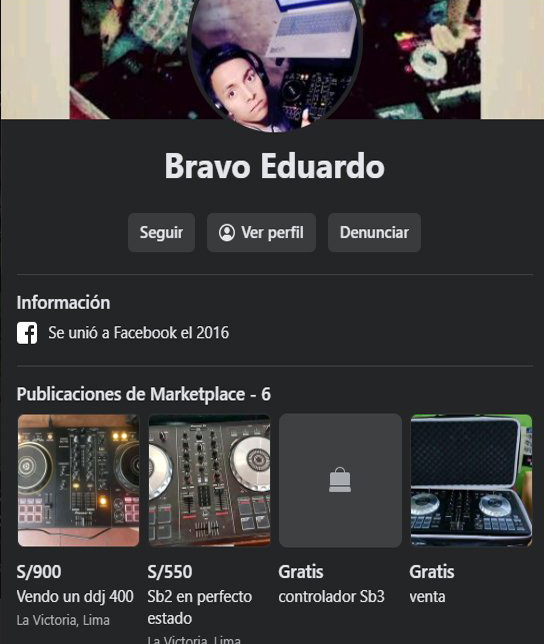 Bravo Eduardo
Seguir
Ver perfil
Denunciar
Información
Se unió a Facebook el 2016
Publicaciones de Marketplace - 6
S/900
Vendo un ddj 400
La Victoria, Lima
S/550
Sb2 en perfecto
estado
La Victoria, Lima
Gratis
controlador Sb3
Gratis
venta